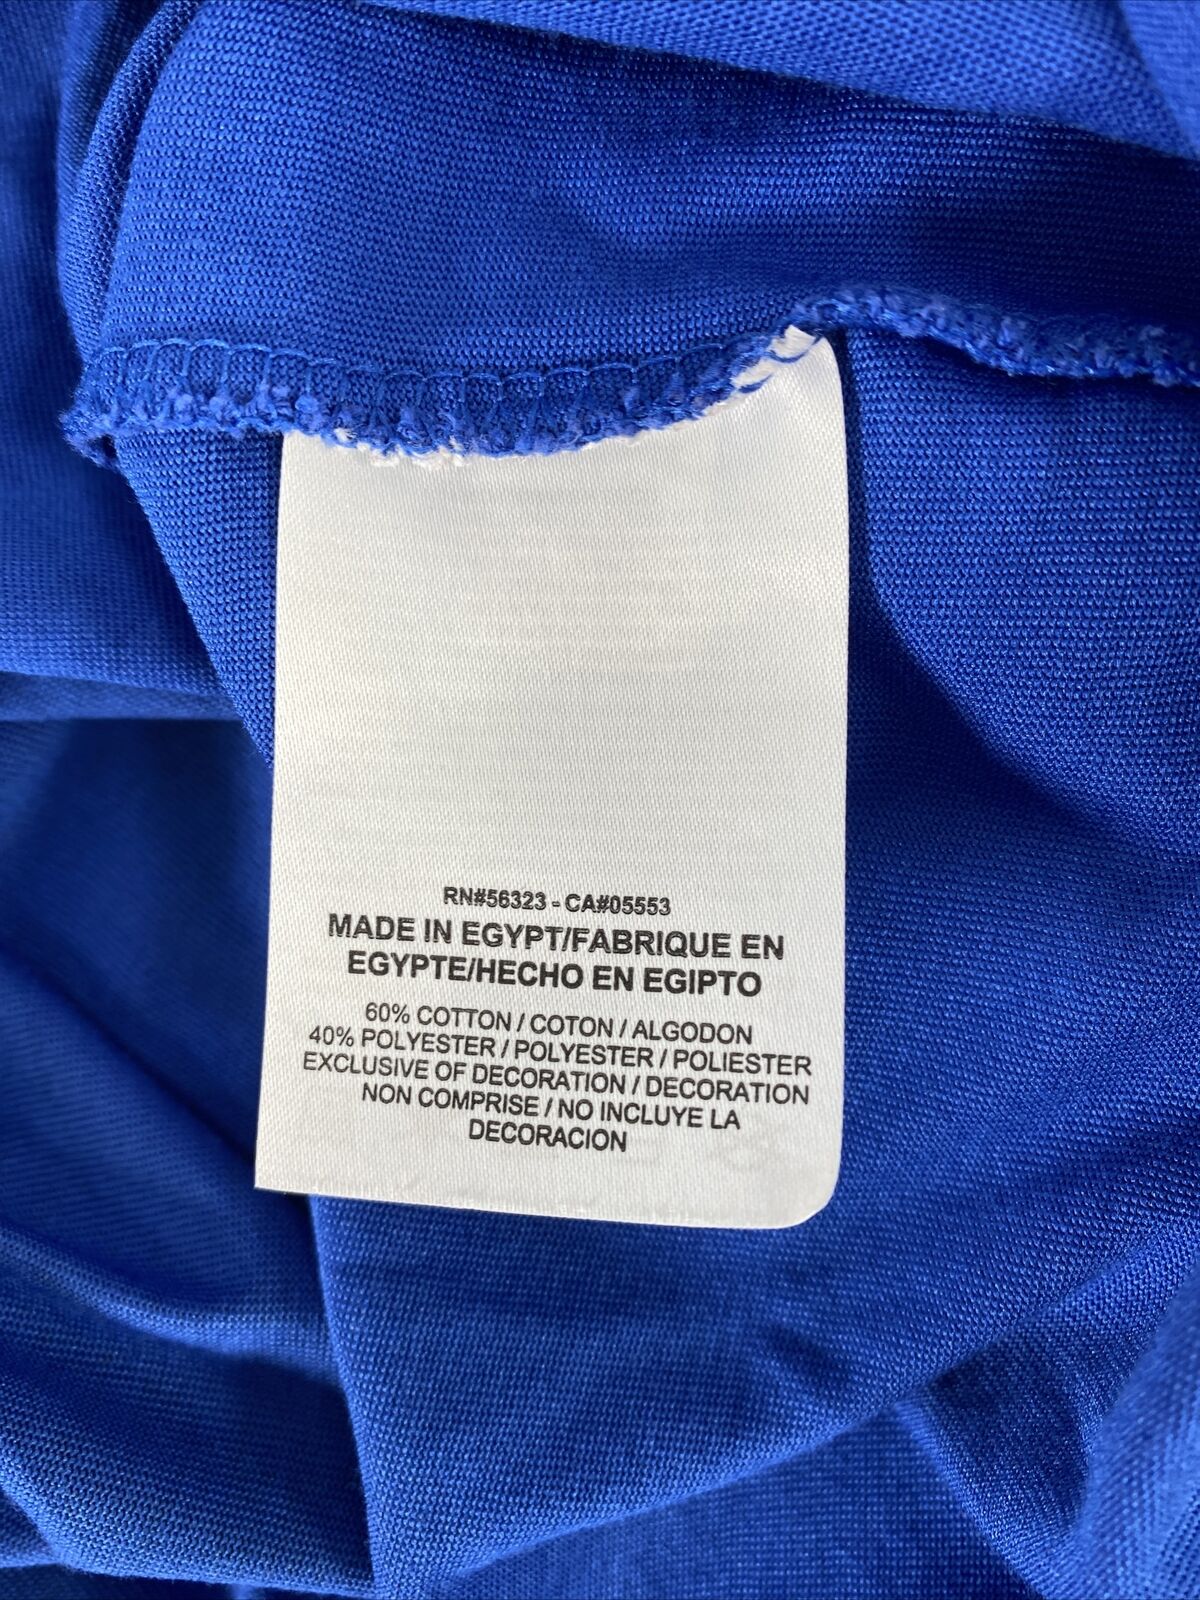 RN#56323 - CA#05553
MADE IN EGYPT/FABRIQUE EN
EGYPTE/HECHO EN EGIPTO
60% COTTON / COTON / ALGODON
40% POLYESTER / POLYESTER / POLIESTER
EXCLUSIVE OF DECORATION / DECORATION
NON COMPRISE / NO INCLUYE LA
DECORACION